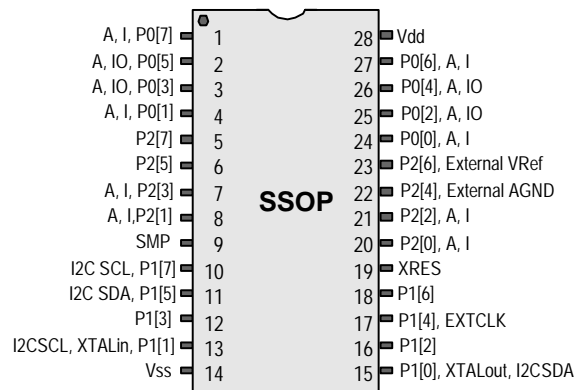 A, I, P0[7] 1 28 Vdd
A, IO, P0[5] 2 27 P0[6], A, I
A, IO, P0[3] 3 26 P0[4], A, IO
A, I, P0[1] 4 25 P0[2], A, IO
P2[7] 5 24 P0[0], A, I
P2[5] 6 23 P2[6], External VRef
A, I, P2[3] 7 SSOP 22 P2[4], External AGND
A, I,P2[1] 8 21 P2[2], A, I
SMP 9 20 P2[0], A, I
I2C SCL, P1[7] 10 19 XRES
I2C SDA, P1[5] 11 18 P1[6]
P1[3] 12 17 P1[4], EXTCLK
I2CSCL, XTALin, P1[1] 13 16 P1[2]
Vss 14 15 P1[0], XTALout, I2CSDA